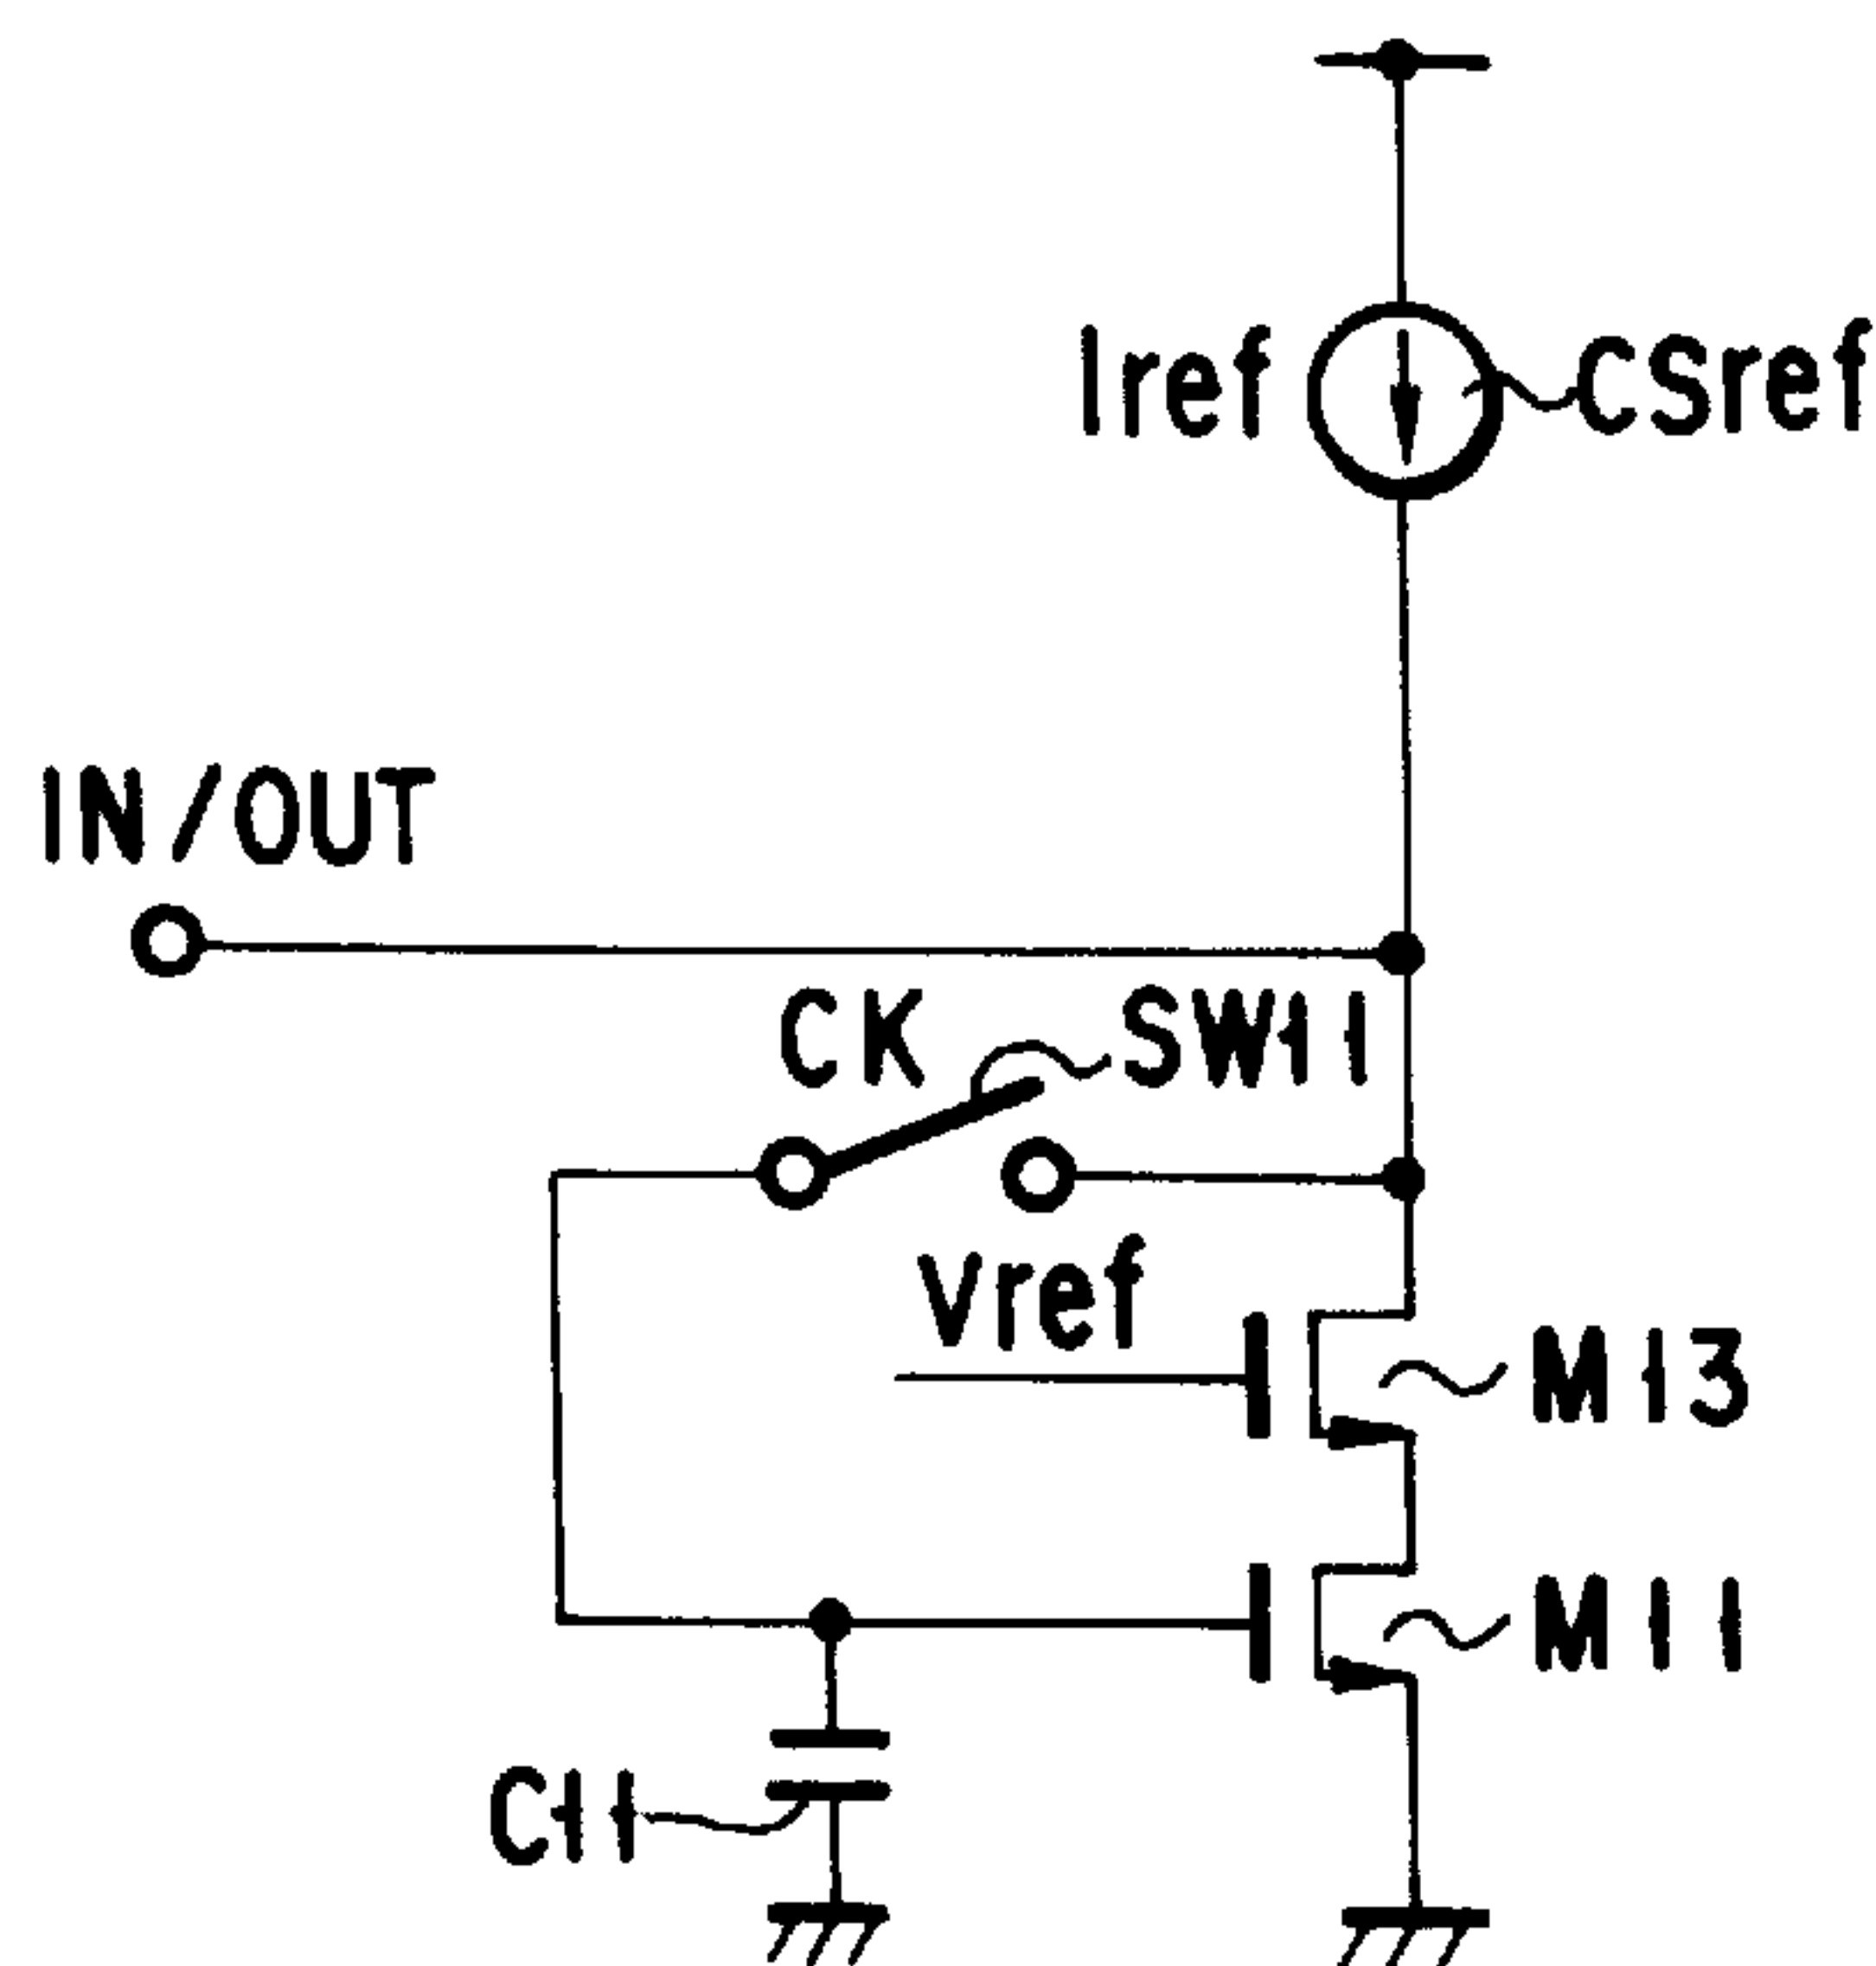 Iref
CSref
IN/OUT
CK
SW11
Vref
M13
M11
C11